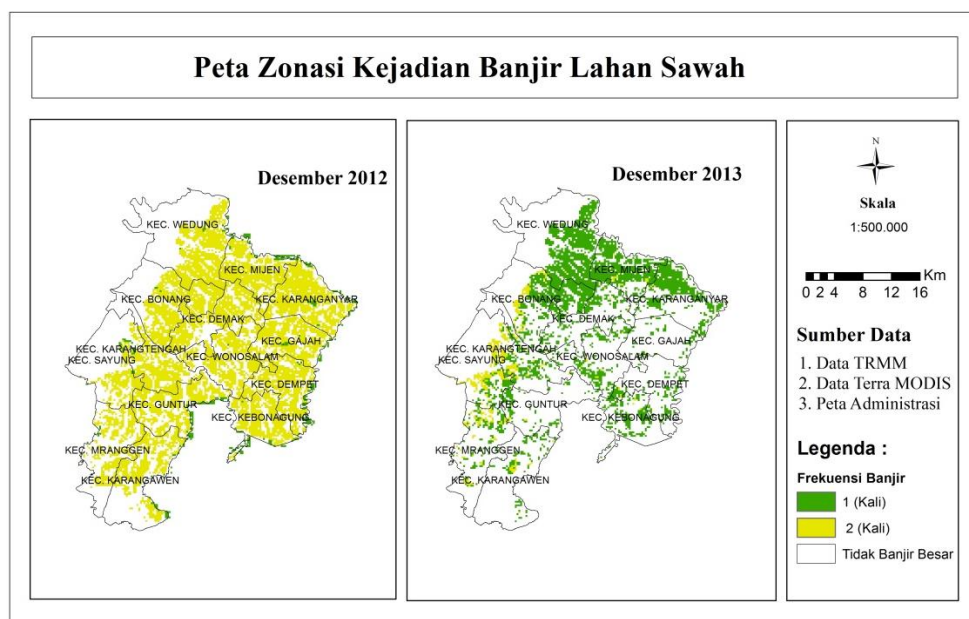 Peta Zonasi Kejadian Banjir Lahan Sawah
Desember 2012
KEC. WEDUNG
KEC. MIJEN
KEC. BONANG
KEC. KARANGANYAR
KEC. DEMAK
KEC. GAJAH
KEC. KARANGTENGAH
KEC. SAYUNG
KEC. WONOSALAM
KEC. DEMPET
KEC. GUNTUR
KEC. KEBONAGUNG
KEC. MRANGGEN
KEC. KARANGAWEN
Desember 2013
KEC. WEDUNG
KEC. MIJEN
KEC. BONANG
KEC. KARANGANYAR
KEC. DEMAK
KEC. GAJAH
KEC. KARANGTENGAH
KEC. SAYUNG
KEC. WONOSALAM
KEC. DEMPET
KEC. GUNTUR
KEC. KEBONAGUNG
KEC. MRANGGEN
KEC. KARANGAWEN
N
Skala
1:500.000
Km
0 2 4 8 12 16
Sumber Data
1. Data TRMM
2. Data Terra MODIS
3. Peta Administrasi
Legenda :
Frekuensi Banjir
1 (Kali)
2 (Kali)
Tidak Banjir Besar